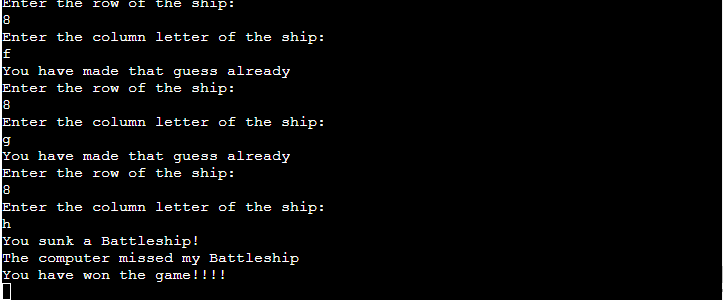 Enter the row of the ship:
8
Enter the column letter of the ship:
f
You have made that guess already
Enter the row of the ship:
8
Enter the column letter of the ship:
g
You have made that guess already
Enter the row of the ship:
8
Enter the column letter of the ship:
h
You sunk a Battleship!
The computer missed my Battleship
You have won the game!!!!